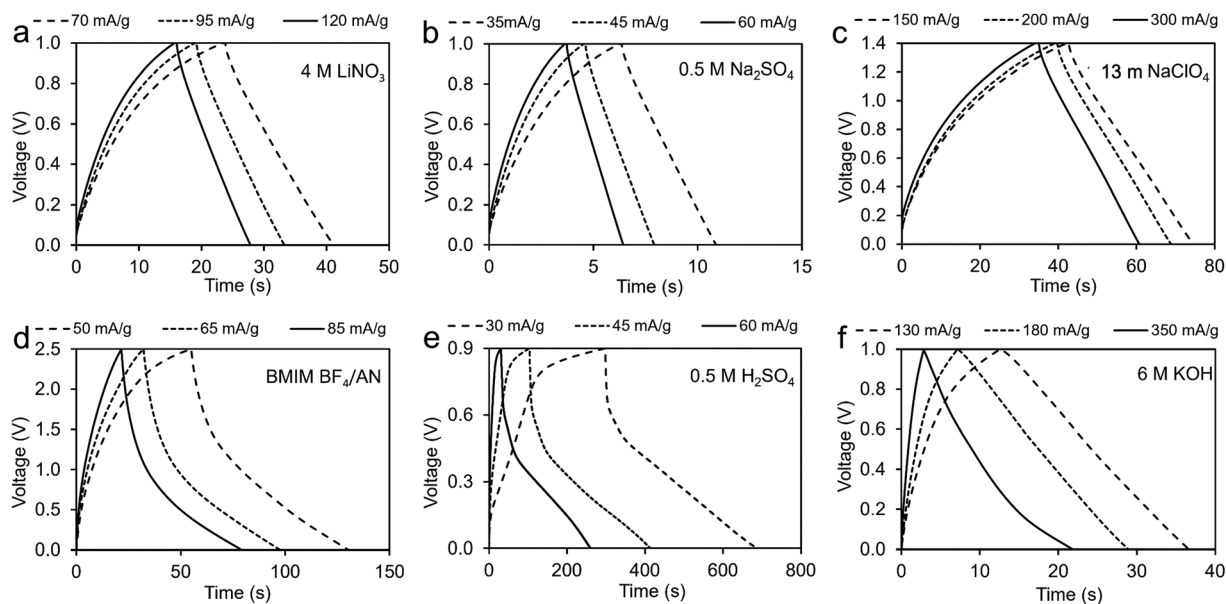 a
70 mA/g 95 mA/g 120 mA/g
4 M LiNO₃
Voltage (V)
1.0
0.8
0.6
0.4
0.2
0.0
0 10 20 30 40 50
Time (s)
b
35mA/g 45 mA/g 60 mA/g
0.5 M Na₂SO₄
Voltage (V)
1.0
0.8
0.6
0.4
0.2
0.0
0 5 10 15
Time (s)
c
150 mA/g 200 mA/g 300 mA/g
13 m NaClO₄
Voltage (V)
1.4
1.2
1.0
0.8
0.6
0.4
0.2
0.0
0 20 40 60 80
Time (s)
d
50 mA/g 65 mA/g 85 mA/g
BMIM BF₄/AN
Voltage (V)
2.5
2.0
1.5
1.0
0.5
0.0
0 50 100 150
Time (s)
e
30 mA/g 45 mA/g 60 mA/g
0.5 M H₂SO₄
Voltage (V)
0.9
0.6
0.3
0.0
0 200 400 600 800
Time (s)
f
130 mA/g 180 mA/g 350 mA/g
6 M KOH
Voltage (V)
1.0
0.8
0.6
0.4
0.2
0.0
0 10 20 30 40
Time (s)